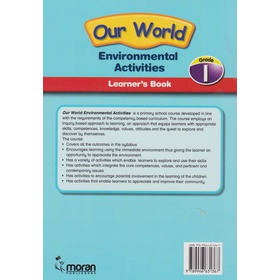 Our World
Environmental
Activities
Grade
1
Learner's Book
Our World Environmental Activities is a primary school course developed in line
with the requirements of the competency based curriculum. The course employs an
inquiry based approach to learning, an approach that equips learners with appropriate
skills, competences, knowledge, values, attitudes and the quest to explore and
discover by themselves.
The course:
• Covers all the outcomes in the syllabus
• Encourages learning using the immediate environment thus giving the learner an
opportunity to appreciate their environment
• Has a variety of activities which enable learners to explore and use their skills
• Has activities which integrate the core competences, values, and pertinent and
contemporary issues
• Has activities to encourage parental involvement in the learning of the children
• Has activities that enable learners to appreciate and improve their community
moran
PUBLISHERS